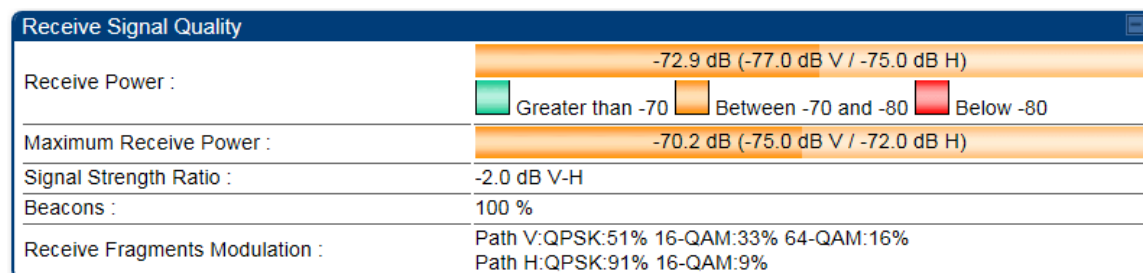 Receive Signal Quality
Receive Power :
-72.9 dB (-77.0 dB V / -75.0 dB H)
Greater than -70 Between -70 and -80 Below -80
Maximum Receive Power :
-70.2 dB (-75.0 dB V / -72.0 dB H)
Signal Strength Ratio :
-2.0 dB V-H
Beacons :
100 %
Receive Fragments Modulation :
Path V:QPSK:51% 16-QAM:33% 64-QAM:16%
Path H:QPSK:91% 16-QAM:9%